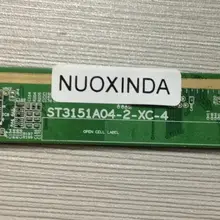 NUOXINDA
ST3151A04-2-XC-4
OPEN CELL LABEL